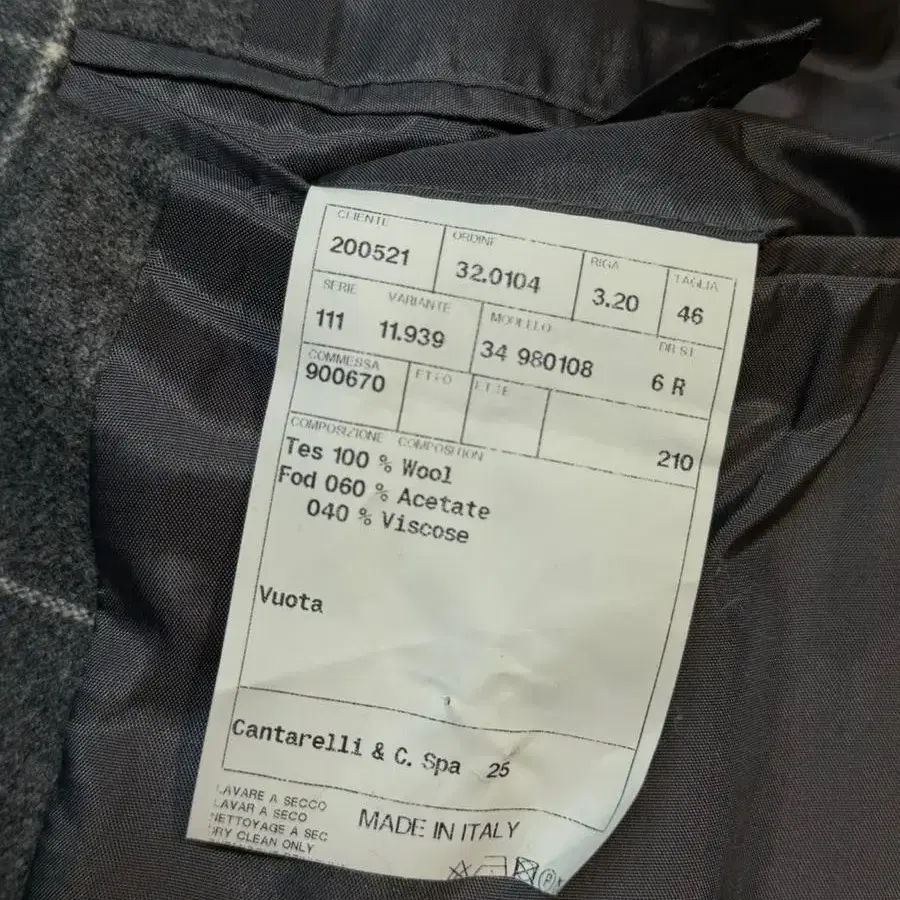 CLIENTE ORDINE RIGA TAGLIA
200521 32.0104 3.20 46
SERIE VARIANTE MODELLO DR ST
111 11.939 34 980108 6 R
COMMESSA
900670
210
COMPOSIZIONE COMPOSITION
Tes 100 % Wool
Fod 060 % Acetate
040 % Viscose
Vuota
Cantarelli & C. Spa 25
LAVARE A SECCO
LAVAR A SECO
NETTOYAGE A SEC
DRY CLEAN ONLY
MADE IN ITALY
P